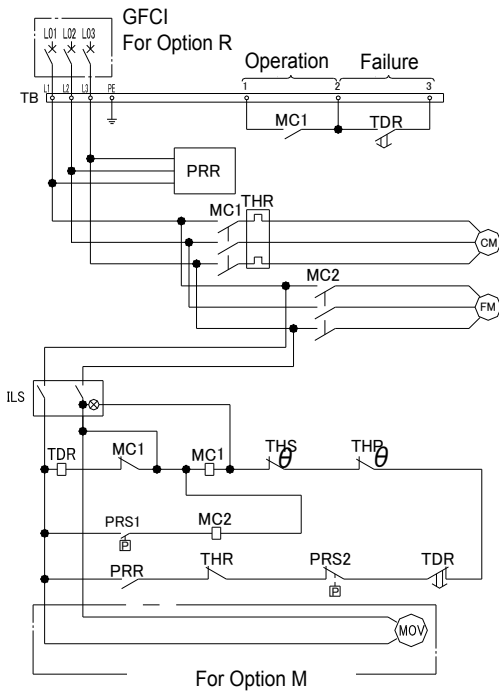 GFCI
For Option R
L01 L02 L03
Operation Failure
L1 L2 L3 PE 1 2 3
TB
MC1 TDR
PRR
MC1 THR
CM
MC2
FM
ILS
TDR MC1 MC1 THS θ THP θ
PRS1 MC2
P
PRR THR PRS2 TDR
P
MOV
For Option M